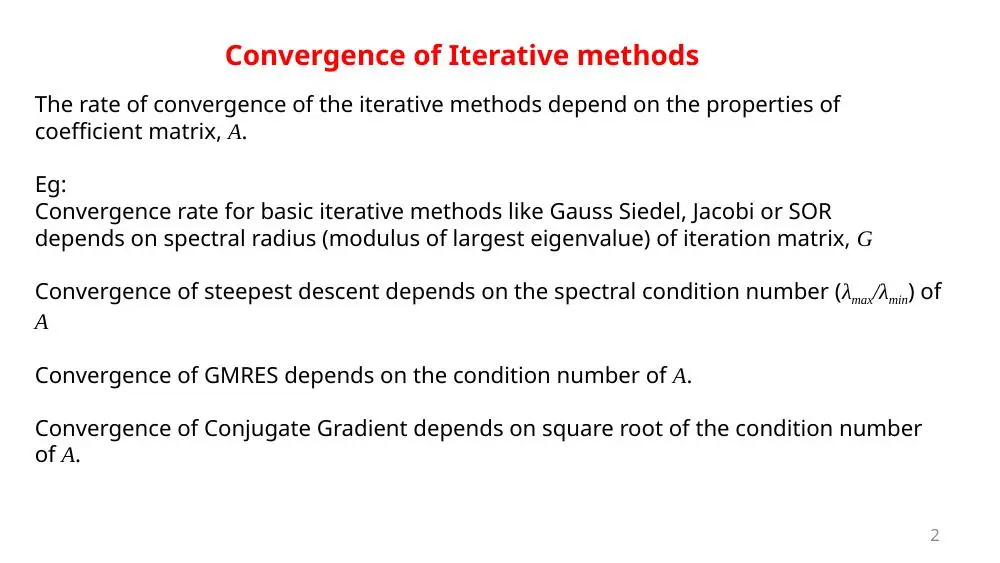 Convergence of Iterative methods
The rate of convergence of the iterative methods depend on the properties of
coefficient matrix, A.
Eg:
Convergence rate for basic iterative methods like Gauss Siedel, Jacobi or SOR
depends on spectral radius (modulus of largest eigenvalue) of iteration matrix, G
Convergence of steepest descent depends on the spectral condition number (λmax/λmin) of
A
Convergence of GMRES depends on the condition number of A.
Convergence of Conjugate Gradient depends on square root of the condition number
of A.
2